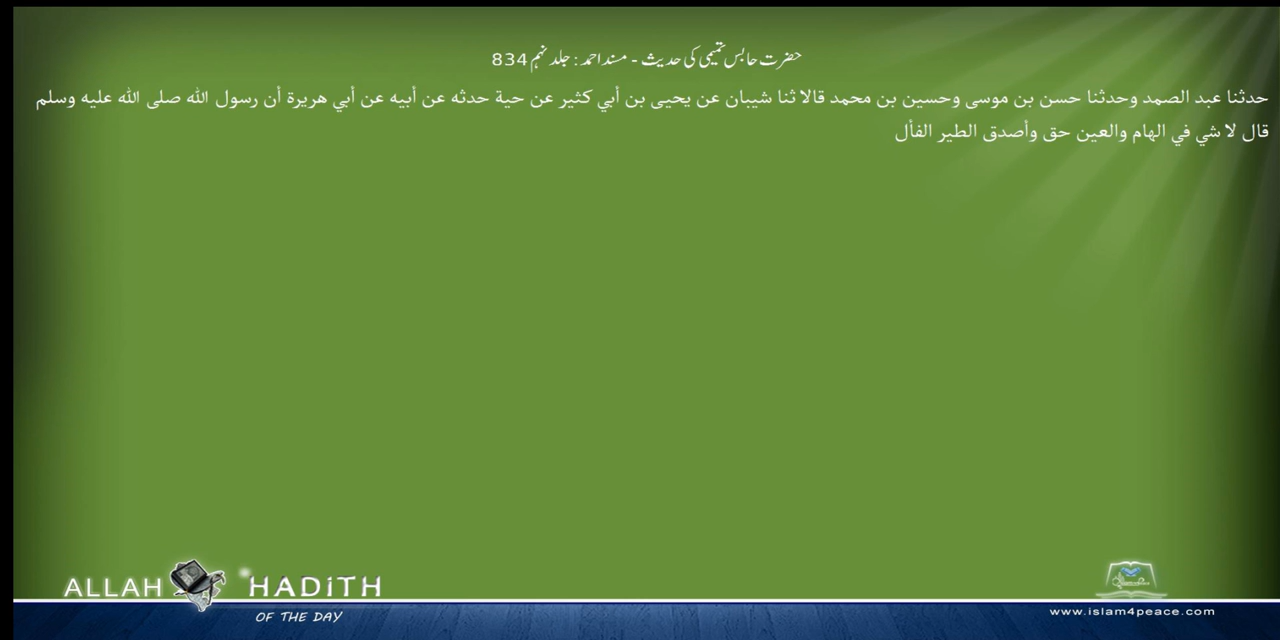 حضرت حابس تمیمی کی حدیث - مسند احمد : جلد نہم 834
حدثنا عبد الصمد وحدثنا حسن بن موسى وحسين بن محمد قالا ثنا شيبان عن يحيى بن أبي كثير عن حية حدثه عن أبيه عن أبي هريرة أن رسول الله صلى الله عليه وسلم
قال لا شي في الهام والعين حق وأصدق الطير الفأل
ALLAH HADITH
OF THE DAY
www.islam4peace.com